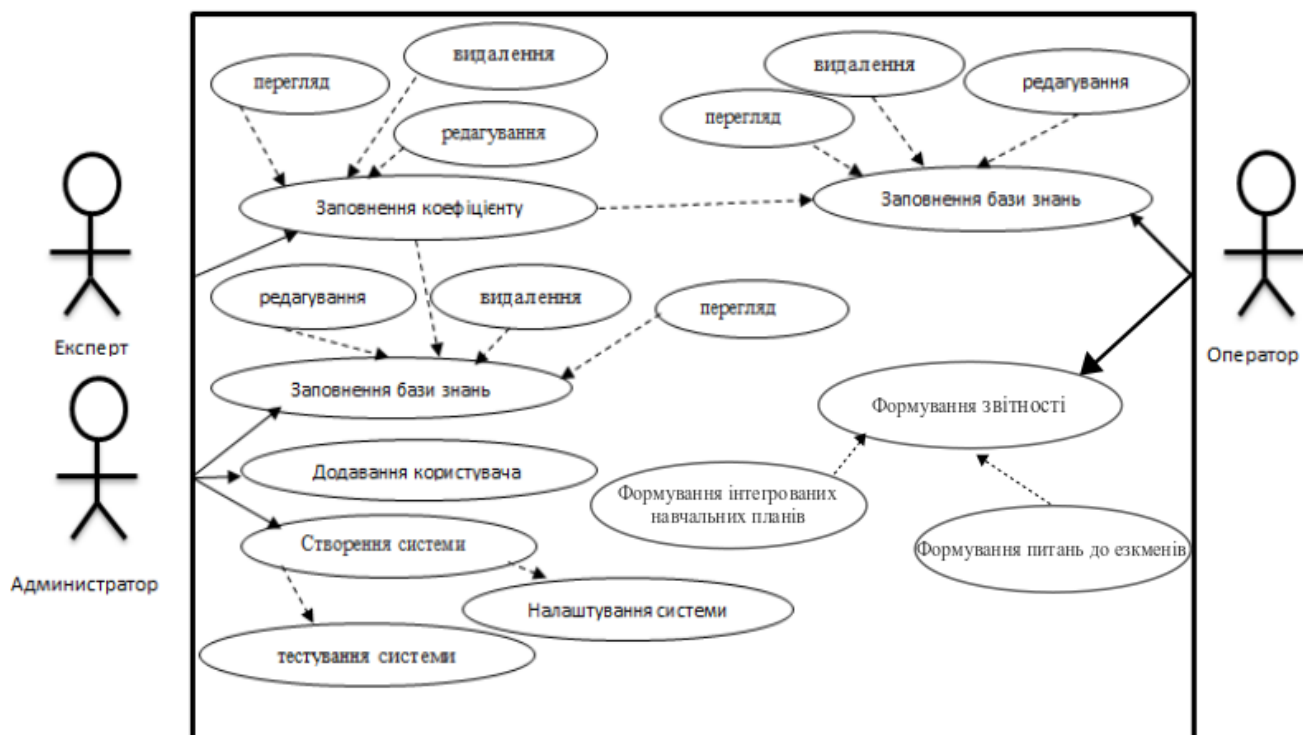 видалення
перегляд
редагування
видалення
редагування
перегляд
Заповнення коефіцієнту
Заповнення бази знань
редагування
видалення
перегляд
Експерт
Оператор
Заповнення бази знань
Формування звітності
Додавання користувача
Формування інтегрованих
навчальних планів
Створення системи
Формування питань до езкменів
Администратор
Налаштування системи
тестування системи